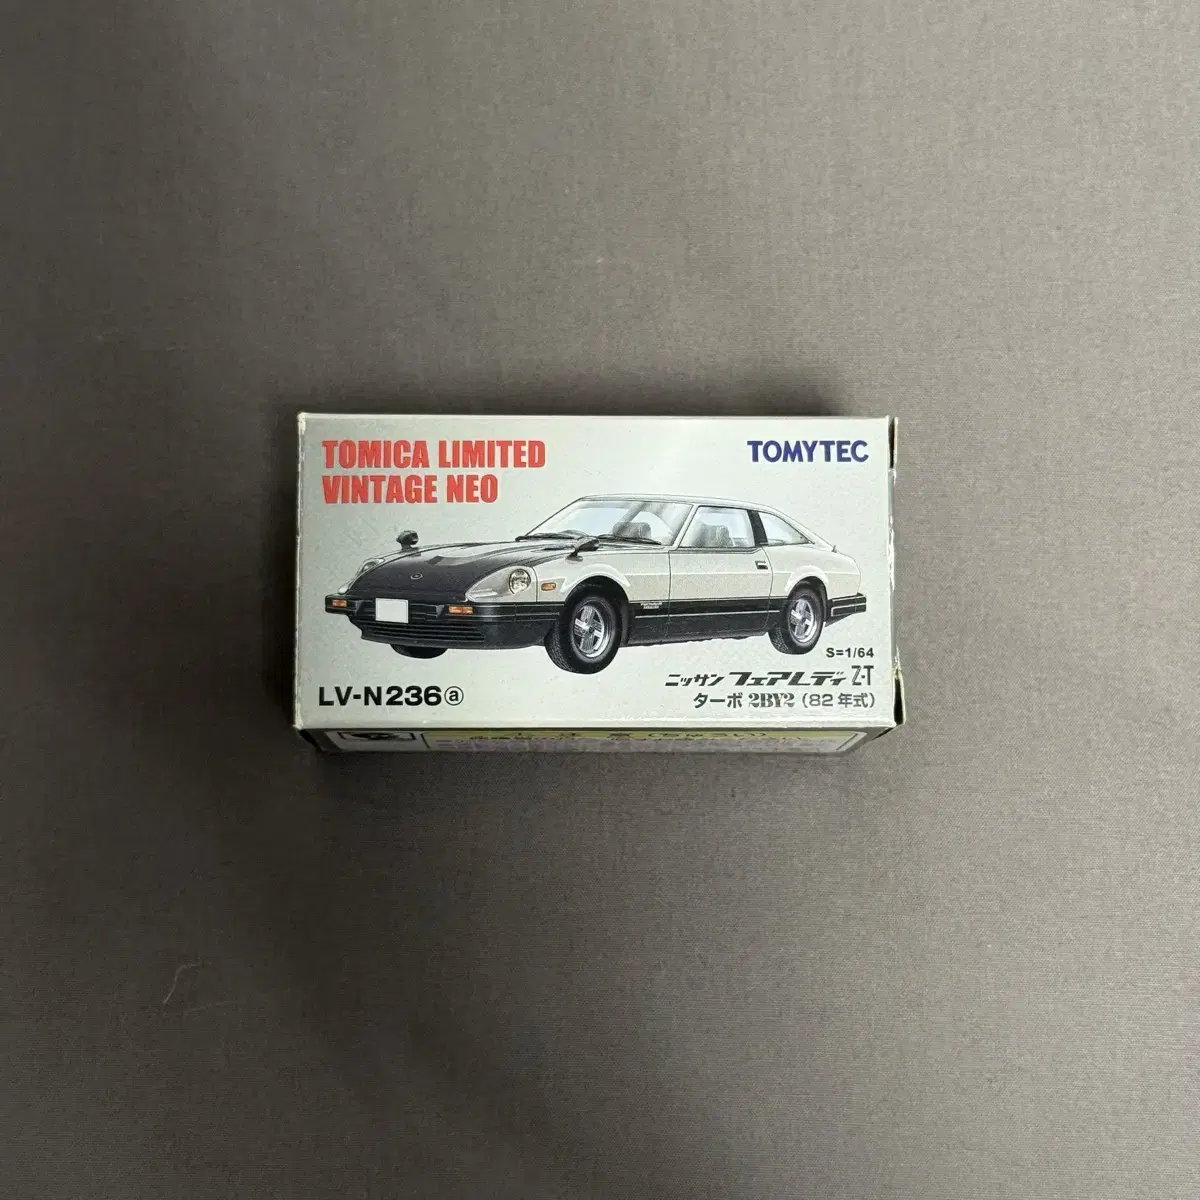 TOMICA LIMITED
VINTAGE NEO
TOMYTEC
S=1/64
LV-N236ⓐ
ニッサン フェアレディ Z-T
ターボ 2BY2 (82年式)